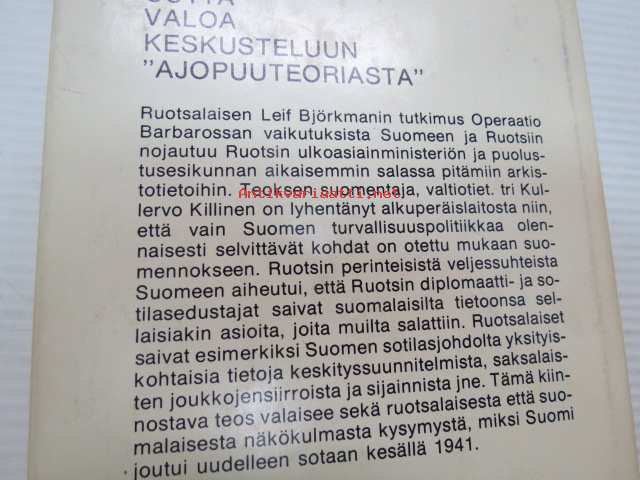 VALOA
KESKUSTELUUN
"AJOPUUTEORIASTA"
Ruotsalaisen Leif Björkmanin tutkimus Operaatio
Barbarossan vaikutuksista Suomeen ja Ruotsiin
nojautuu Ruotsin ulkoasiainministeriön ja puolus-
tusesikunnan aikaisemmin salassa pitämiin arkis-
totietoihin. Teoksen suomentaja, valtiotiet. tri Kul-
Antikvariaatti.net
lervo Killinen on lyhentänyt alkuperäislaitosta niin,
että vain Suomen turvallisuuspolitiikkaa olen-
naisesti selvittävät kohdat on otettu mukaan suo-
mennokseen. Ruotsin perinteisistä veljessuhteista
Suomeen aiheutui, että Ruotsin diplomaatti- ja so-
tilasedustajat saivat suomalaisilta tietoonsa sel-
laisiakin asioita, joita muilta salattiin. Ruotsalaiset
saivat esimerkiksi Suomen sotilasjohdolta yksityis-
kohtaisia tietoja keskityssuunnitelmista, saksalais-
ten joukkojensiirroista ja sijainnista jne. Tämä kiin-
nostava teos valaisee sekä ruotsalaisesta että suo-
malaisesta näkökulmasta kysymystä, miksi Suomi
joutui uudelleen sotaan kesällä 1941.